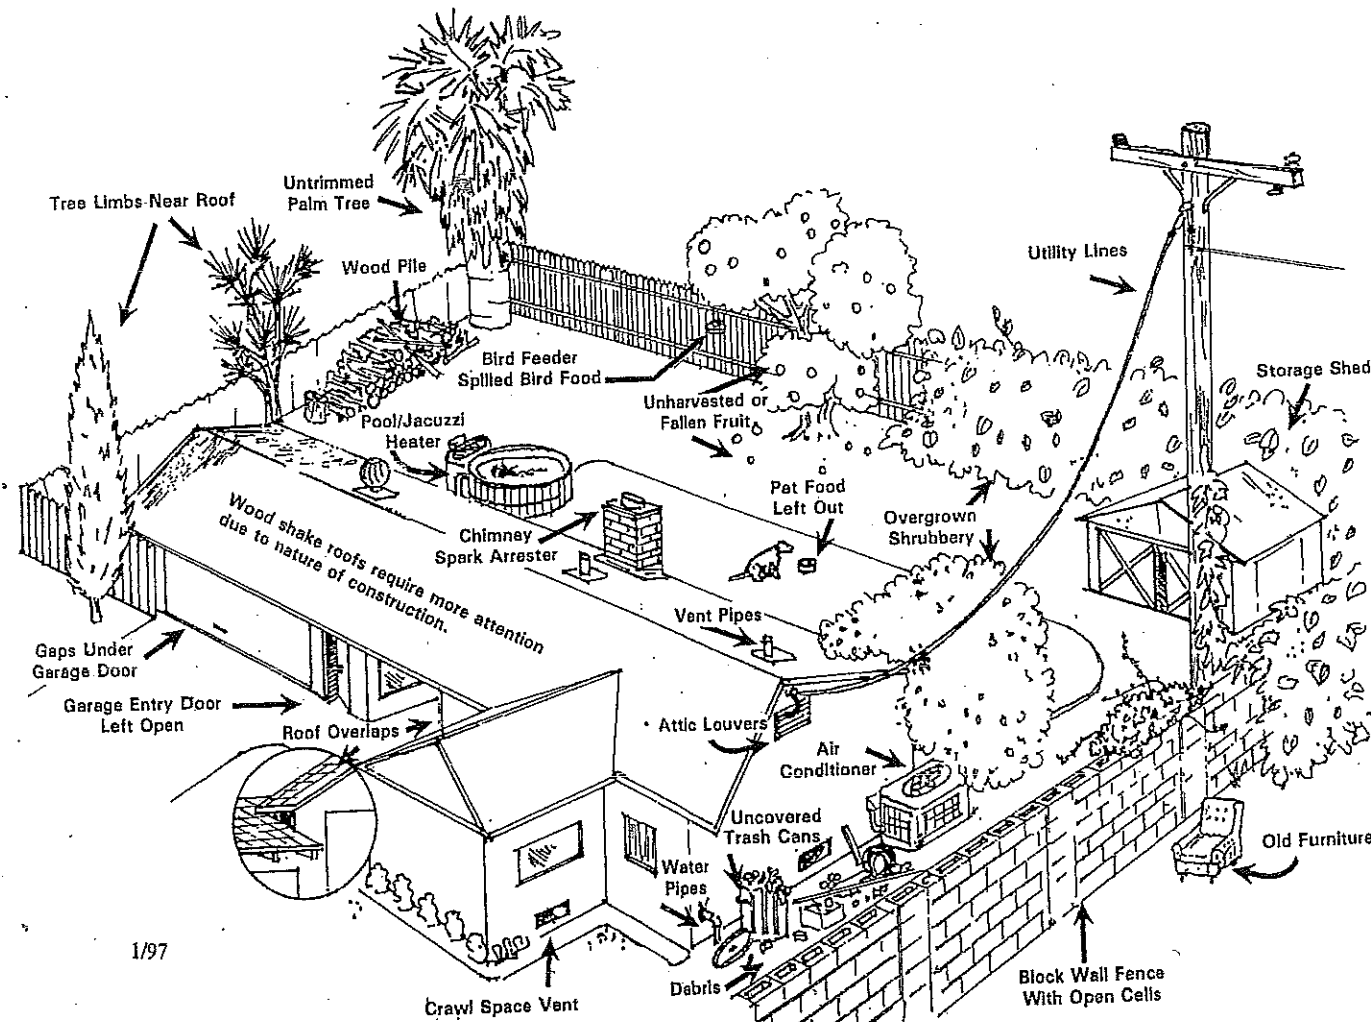 Untrimmed
Palm Tree
Tree Limbs Near Roof
Wood Pile
Utility Lines
Bird Feeder
Spilled Bird Food
Storage Shed
Unharvested or
Fallen Fruit
Pool/Jacuzzi
Heater
Pet Food
Left Out
Overgrown
Shrubbery
Chimney
Spark Arrester
Wood shake roofs require more attention
due to nature of construction.
Vent Pipes
Gaps Under
Garage Door
Garage Entry Door
Left Open
Roof Overlaps
Attic Louvers
Air
Conditioner
Uncovered
Trash Cans
Old Furniture
Water
Pipes
1/97
Debris
Block Wall Fence
With Open Cells
Crawl Space Vent